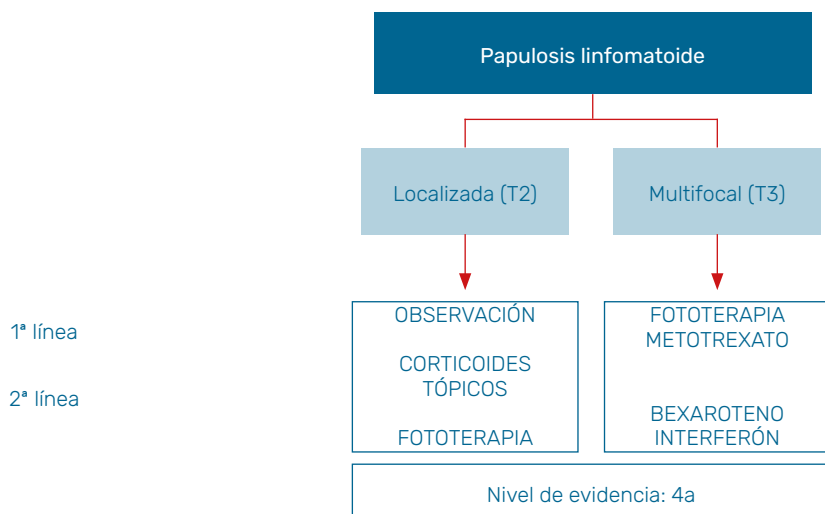 Papulosis linfomatoide
Localizada (T2)
Multifocal (T3)
1ª línea
2ª línea
OBSERVACIÓN
CORTICOIDES
TÓPICOS
FOTOTERAPIA
FOTOTERAPIA
METOTREXATO
BEXAROTENO
INTERFERÓN
Nivel de evidencia: 4a